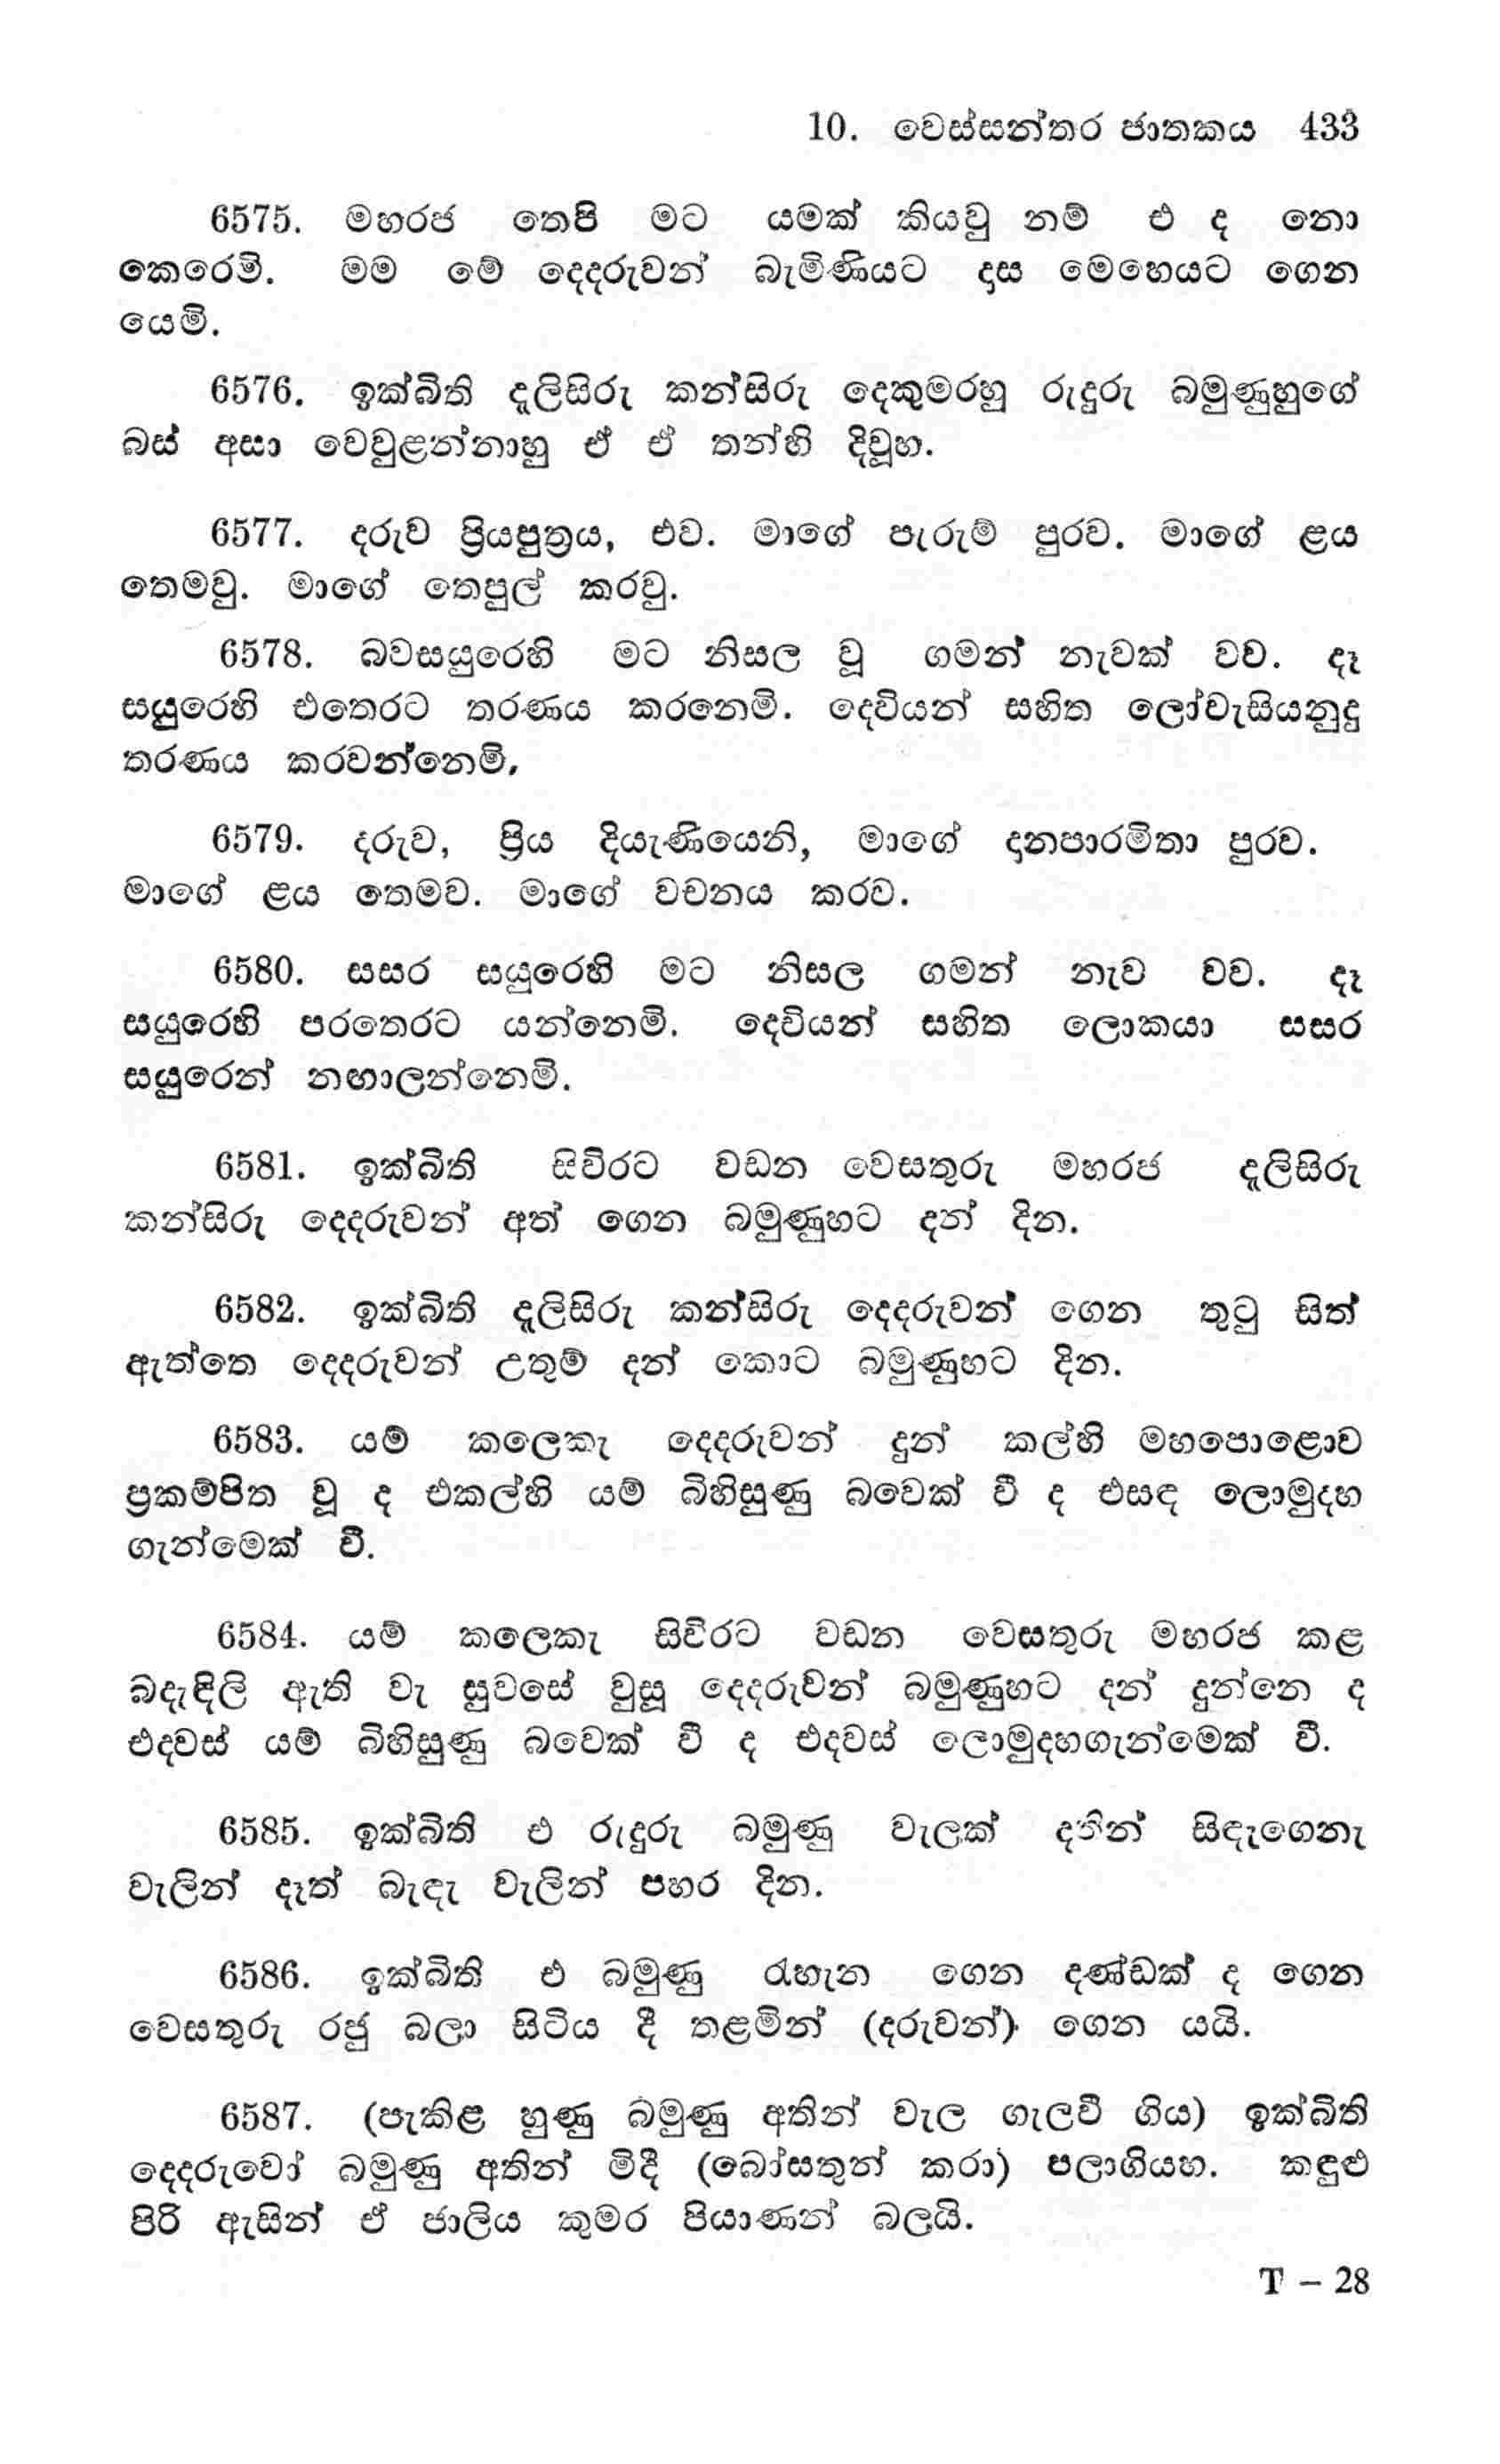 10. වෙස්සන්තර ජාතකය 433
6575. මහරජ තෙපි මට යමක් කියවු නම් එ ද නො
කෙරෙමි. මම මේ දෙදරුවන් බැමිණියට දාස මෙහෙයට ගෙන
යෙමි.
6576. ඉක්බිති දූලිසිරු කන්සිරු දෙකුමරහු රුදුරු බමුණුහුගේ
බස් අසා වෙවුළන්නාහු ඒ ඒ තන්හි දිවූහ.
6577. දරුව ප්‍රියපුත්‍රය, එව. මාගේ පැරුම් පුරව. මාගේ ළය
තෙමවු. මාගේ තෙපුල් කරවු.
6578. බවසයුරෙහි මට නිසල වූ ගමන් නැවක් වව. දෑ
සයුරෙහි එතෙරට තරණය කරනෙමි. දෙවියන් සහිත ලෝවැසියනුදු
තරණය කරවන්නෙමි.
6579. දරුව, ප්‍රිය දියැණියෙනි, මාගේ දානපාරමිතා පුරව.
මාගේ ළය තෙමව. මාගේ වචනය කරව.
6580. සසර සයුරෙහි මට නිසල ගමන් නැව වව. දෑ
සයුරෙහි පරතෙරට යන්නෙමි. දෙවියන් සහිත ලොකයා සසර
සයුරෙන් නඟාලන්නෙමි.
6581. ඉක්බිති සිවිරට වඩන වෙසතුරු මහරජ දූලිසිරු
කන්සිරු දෙදරුවන් අත් ගෙන බමුණුහට දන් දින.
6582. ඉක්බිති දූලිසිරු කන්සිරු දෙදරුවන් ගෙන තුටු සිත්
ඇත්තෙ දෙදරුවන් උතුම් දන් කොට බමුණුහට දින.
6583. යම් කලෙකැ දෙදරුවන් දුන් කල්හි මහපොළොව
ප්‍රකම්පිත වූ ද එකල්හි යම් බිහිසුණු බවෙක් වී ද එසඳ ලොමුදහ
ගැන්මෙක් වී.
6584. යම් කලෙකැ සිවිරට වඩන වෙසතුරු මහරජ කළ
බදැඳිලි ඇති වැ සුවසේ වුසූ දෙදරුවන් බමුණුහට දන් දුන්නෙ ද
එදවස් යම් බිහිසුණු බවෙක් වී ද එදවස් ලොමුදහගැන්මෙක් වී.
6585. ඉක්බිති එ රුදුරු බමුණු වැලක් දතින් සිඳැගෙනැ
වැලින් දෑත් බැඳැ වැලින් පහර දින.
6586. ඉක්බිති එ බමුණු රැහැන ගෙන දණ්ඩක් ද ගෙන
වෙසතුරු රජු බලා සිටිය දී තළමින් (දරුවන්) ගෙන යයි.
6587. (පැකිළ හුණු බමුණු අතින් වැල ගැලවී ගිය) ඉක්බිති
දෙදරුවෝ බමුණු අතින් මිදී (බෝසතුන් කරා) පලාගියහ. කඳුළු
පිරි ඇසින් ඒ ජාලිය කුමර පියාණන් බලයි.
T – 28